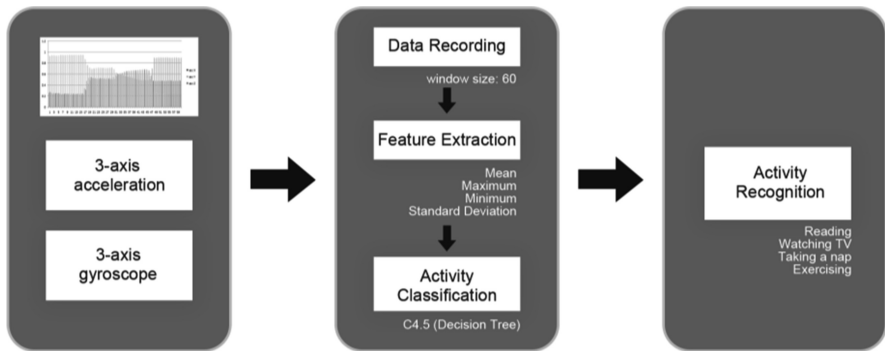 3-axis
acceleration
3-axis
gyroscope
Data Recording
window size: 60
Feature Extraction
Mean
Maximum
Minimum
Standard Deviation
Activity
Classification
C4.5 (Decision Tree)
Activity
Recognition
Reading
Watching TV
Taking a nap
Exercising